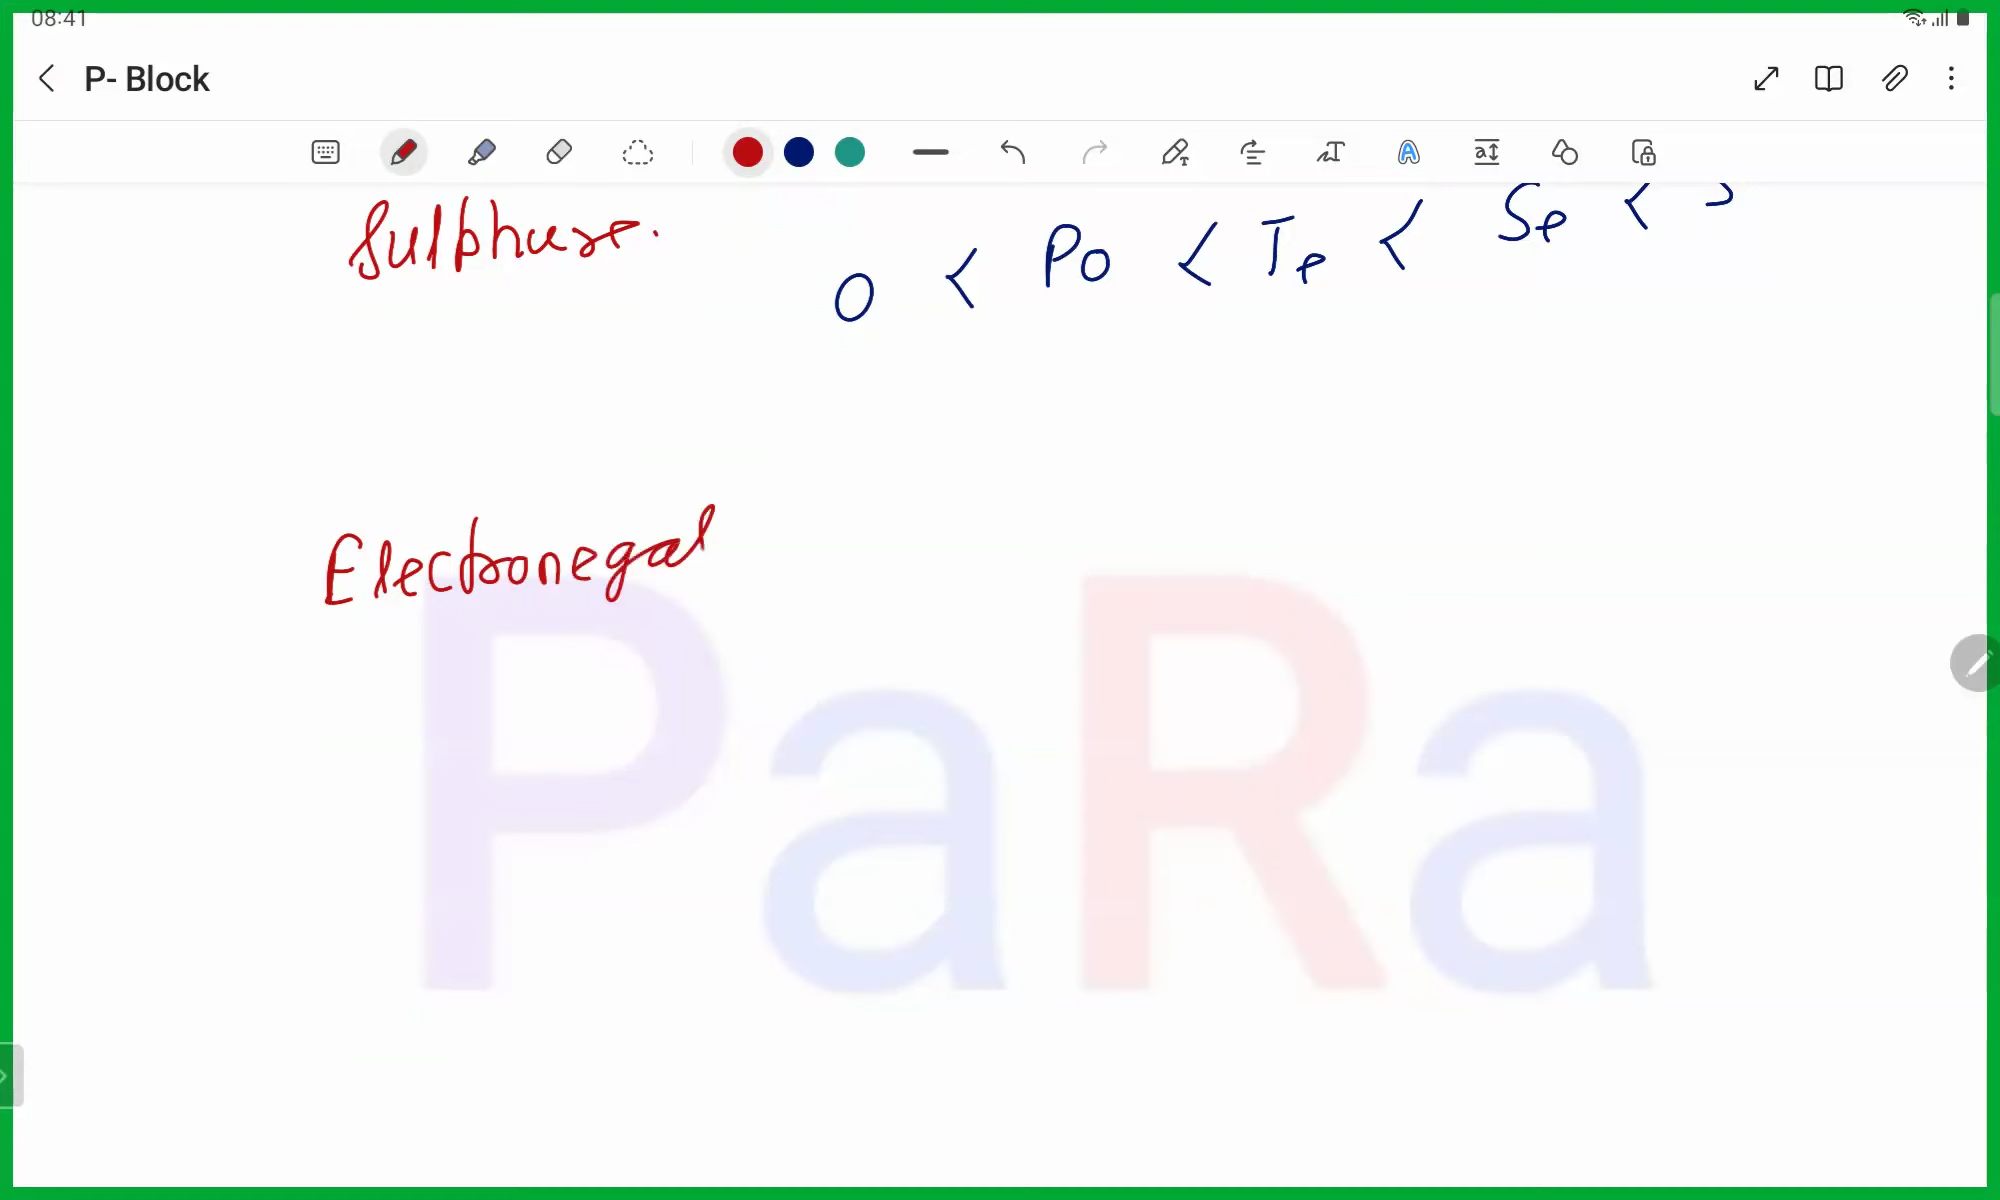 08:41
P- Block
Sulphur.
O < Po < Te < Se < S
Electronegat
PaRa